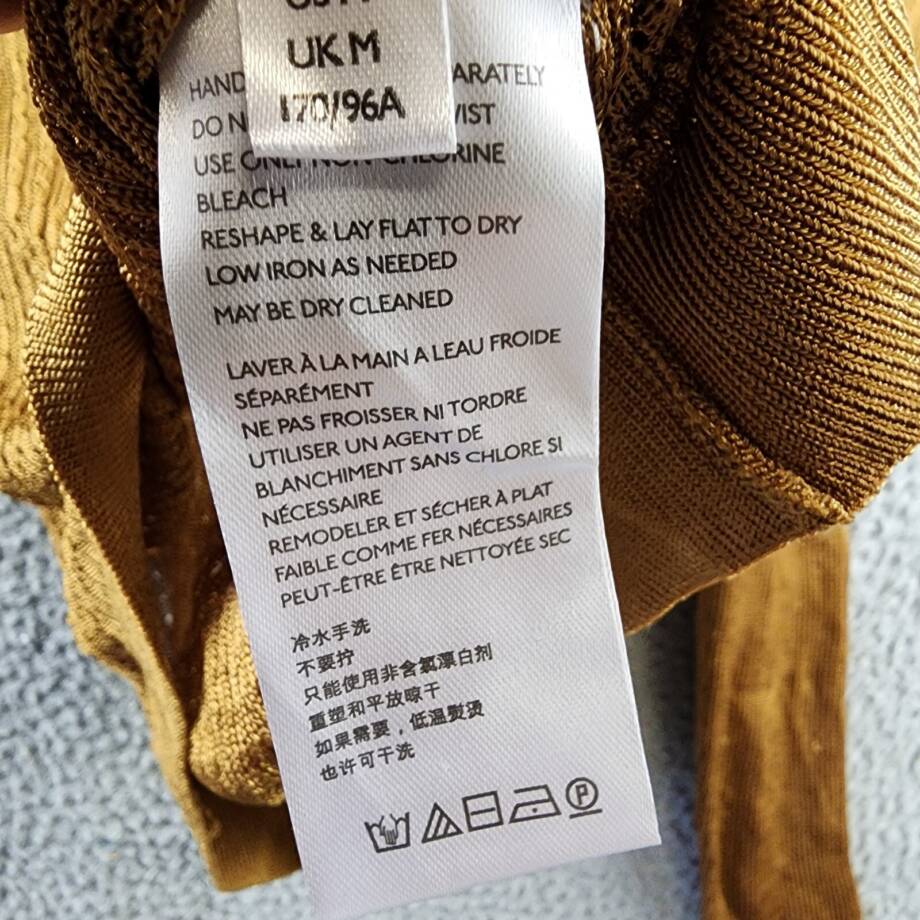 UK M
170/96A
HAND
ARATELY
DO N
IST
USE ONLY NON-CHLORINE
BLEACH
RESHAPE & LAY FLAT TO DRY
LOW IRON AS NEEDED
MAY BE DRY CLEANED
LAVER À LA MAIN A LEAU FROIDE
SÉPARÉMENT
NE PAS FROISSER NI TORDRE
UTILISER UN AGENT DE
BLANCHIMENT SANS CHLORE SI
NÉCESSAIRE
REMODELER ET SÉCHER À PLAT
FAIBLE COMME FER NÉCESSAIRES
PEUT-ÊTRE ÊTRE NETTOYÉE SEC
冷水手洗
不要拧
只能使用非含氯漂白剂
重塑和平放晾干
如果需要，低温熨烫
也许可干洗
P